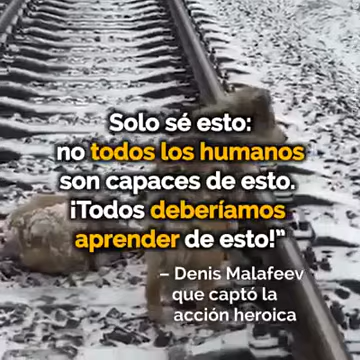 Solo sé esto:
no todos los humanos
son capaces de esto.
¡Todos deberíamos
aprender de esto!”
– Denis Malafeev
que captó la
acción heroica